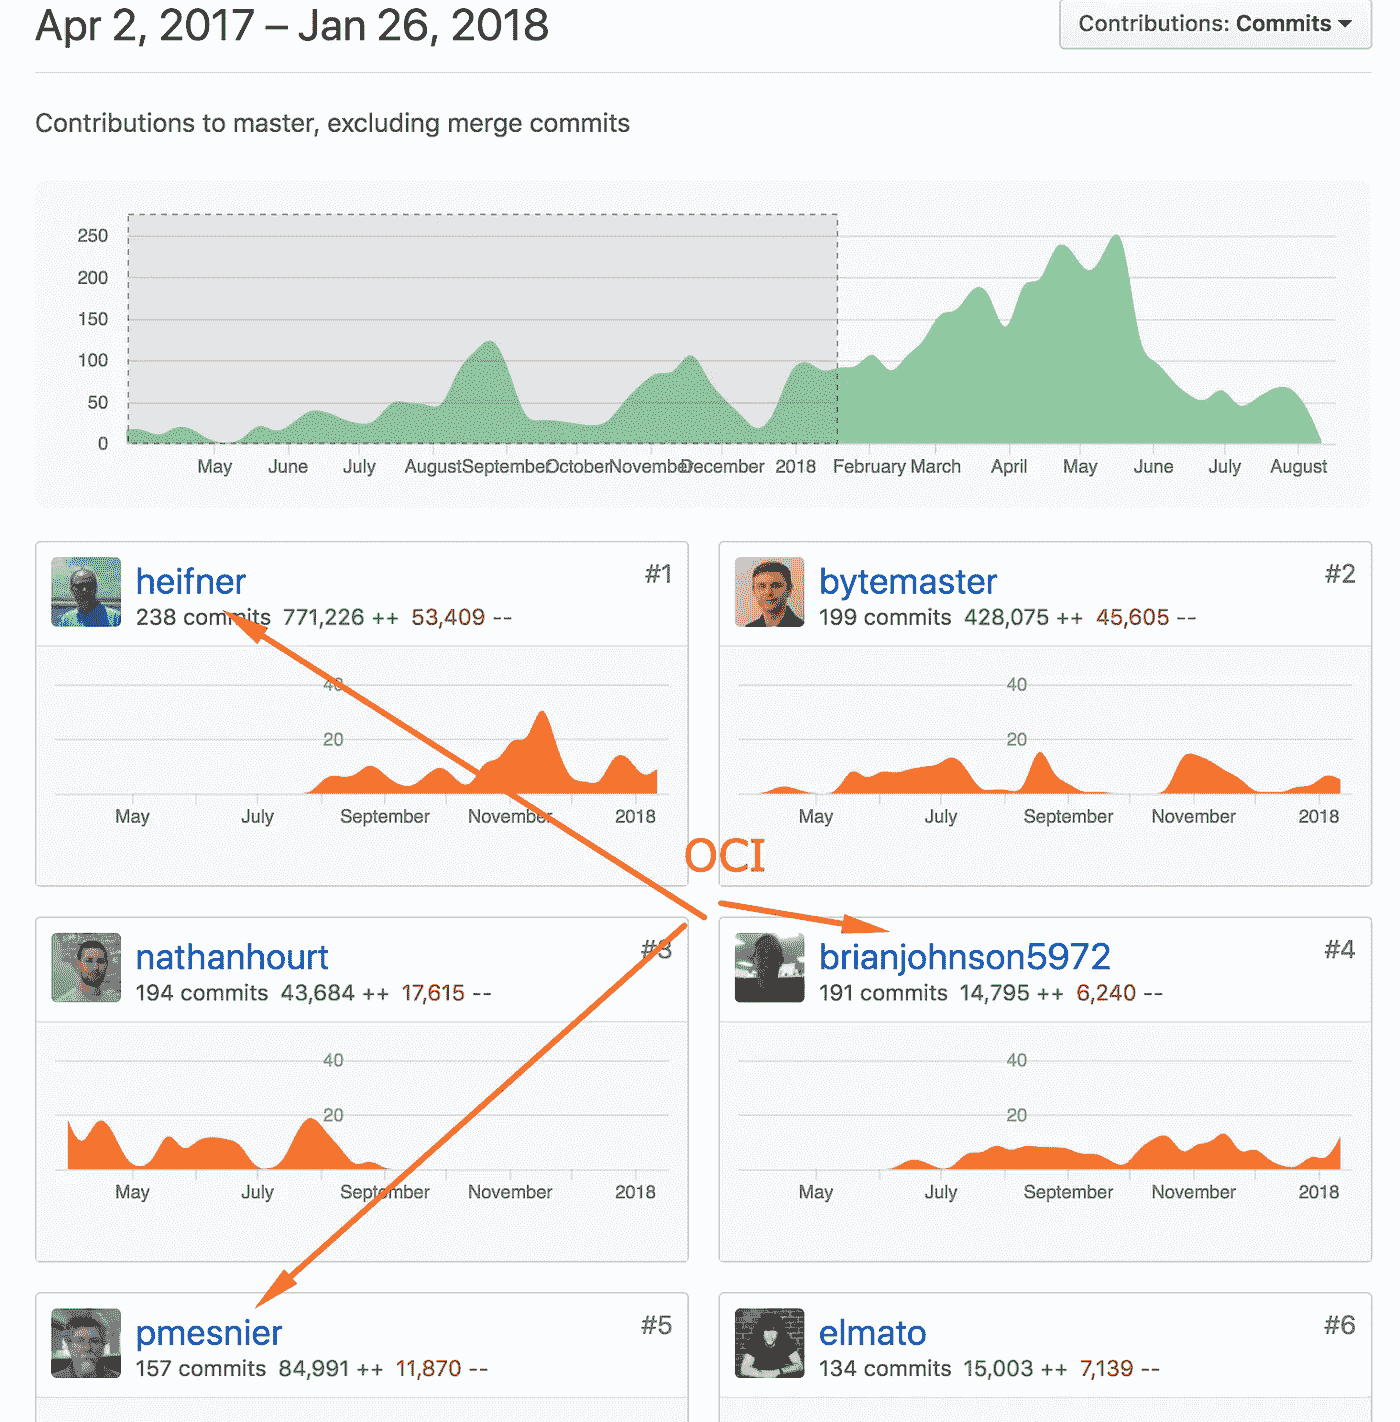 Apr 2, 2017 – Jan 26, 2018
Contributions: Commits
Contributions to master, excluding merge commits
250
200
150
100
50
0
May June July August September October November December 2018 February March April May June July August
heifner #1
238 commits 771,226 ++ 53,409 --
40
20
May July September November 2018
bytemaster #2
199 commits 428,075 ++ 45,605 --
40
20
May July September November 2018
OCI
nathanhourt #3
194 commits 43,684 ++ 17,615 --
40
20
May July September November 2018
brianjohnson5972 #4
191 commits 14,795 ++ 6,240 --
40
20
May July September November 2018
pmesnier #5
157 commits 84,991 ++ 11,870 --
elmato #6
134 commits 15,003 ++ 7,139 --